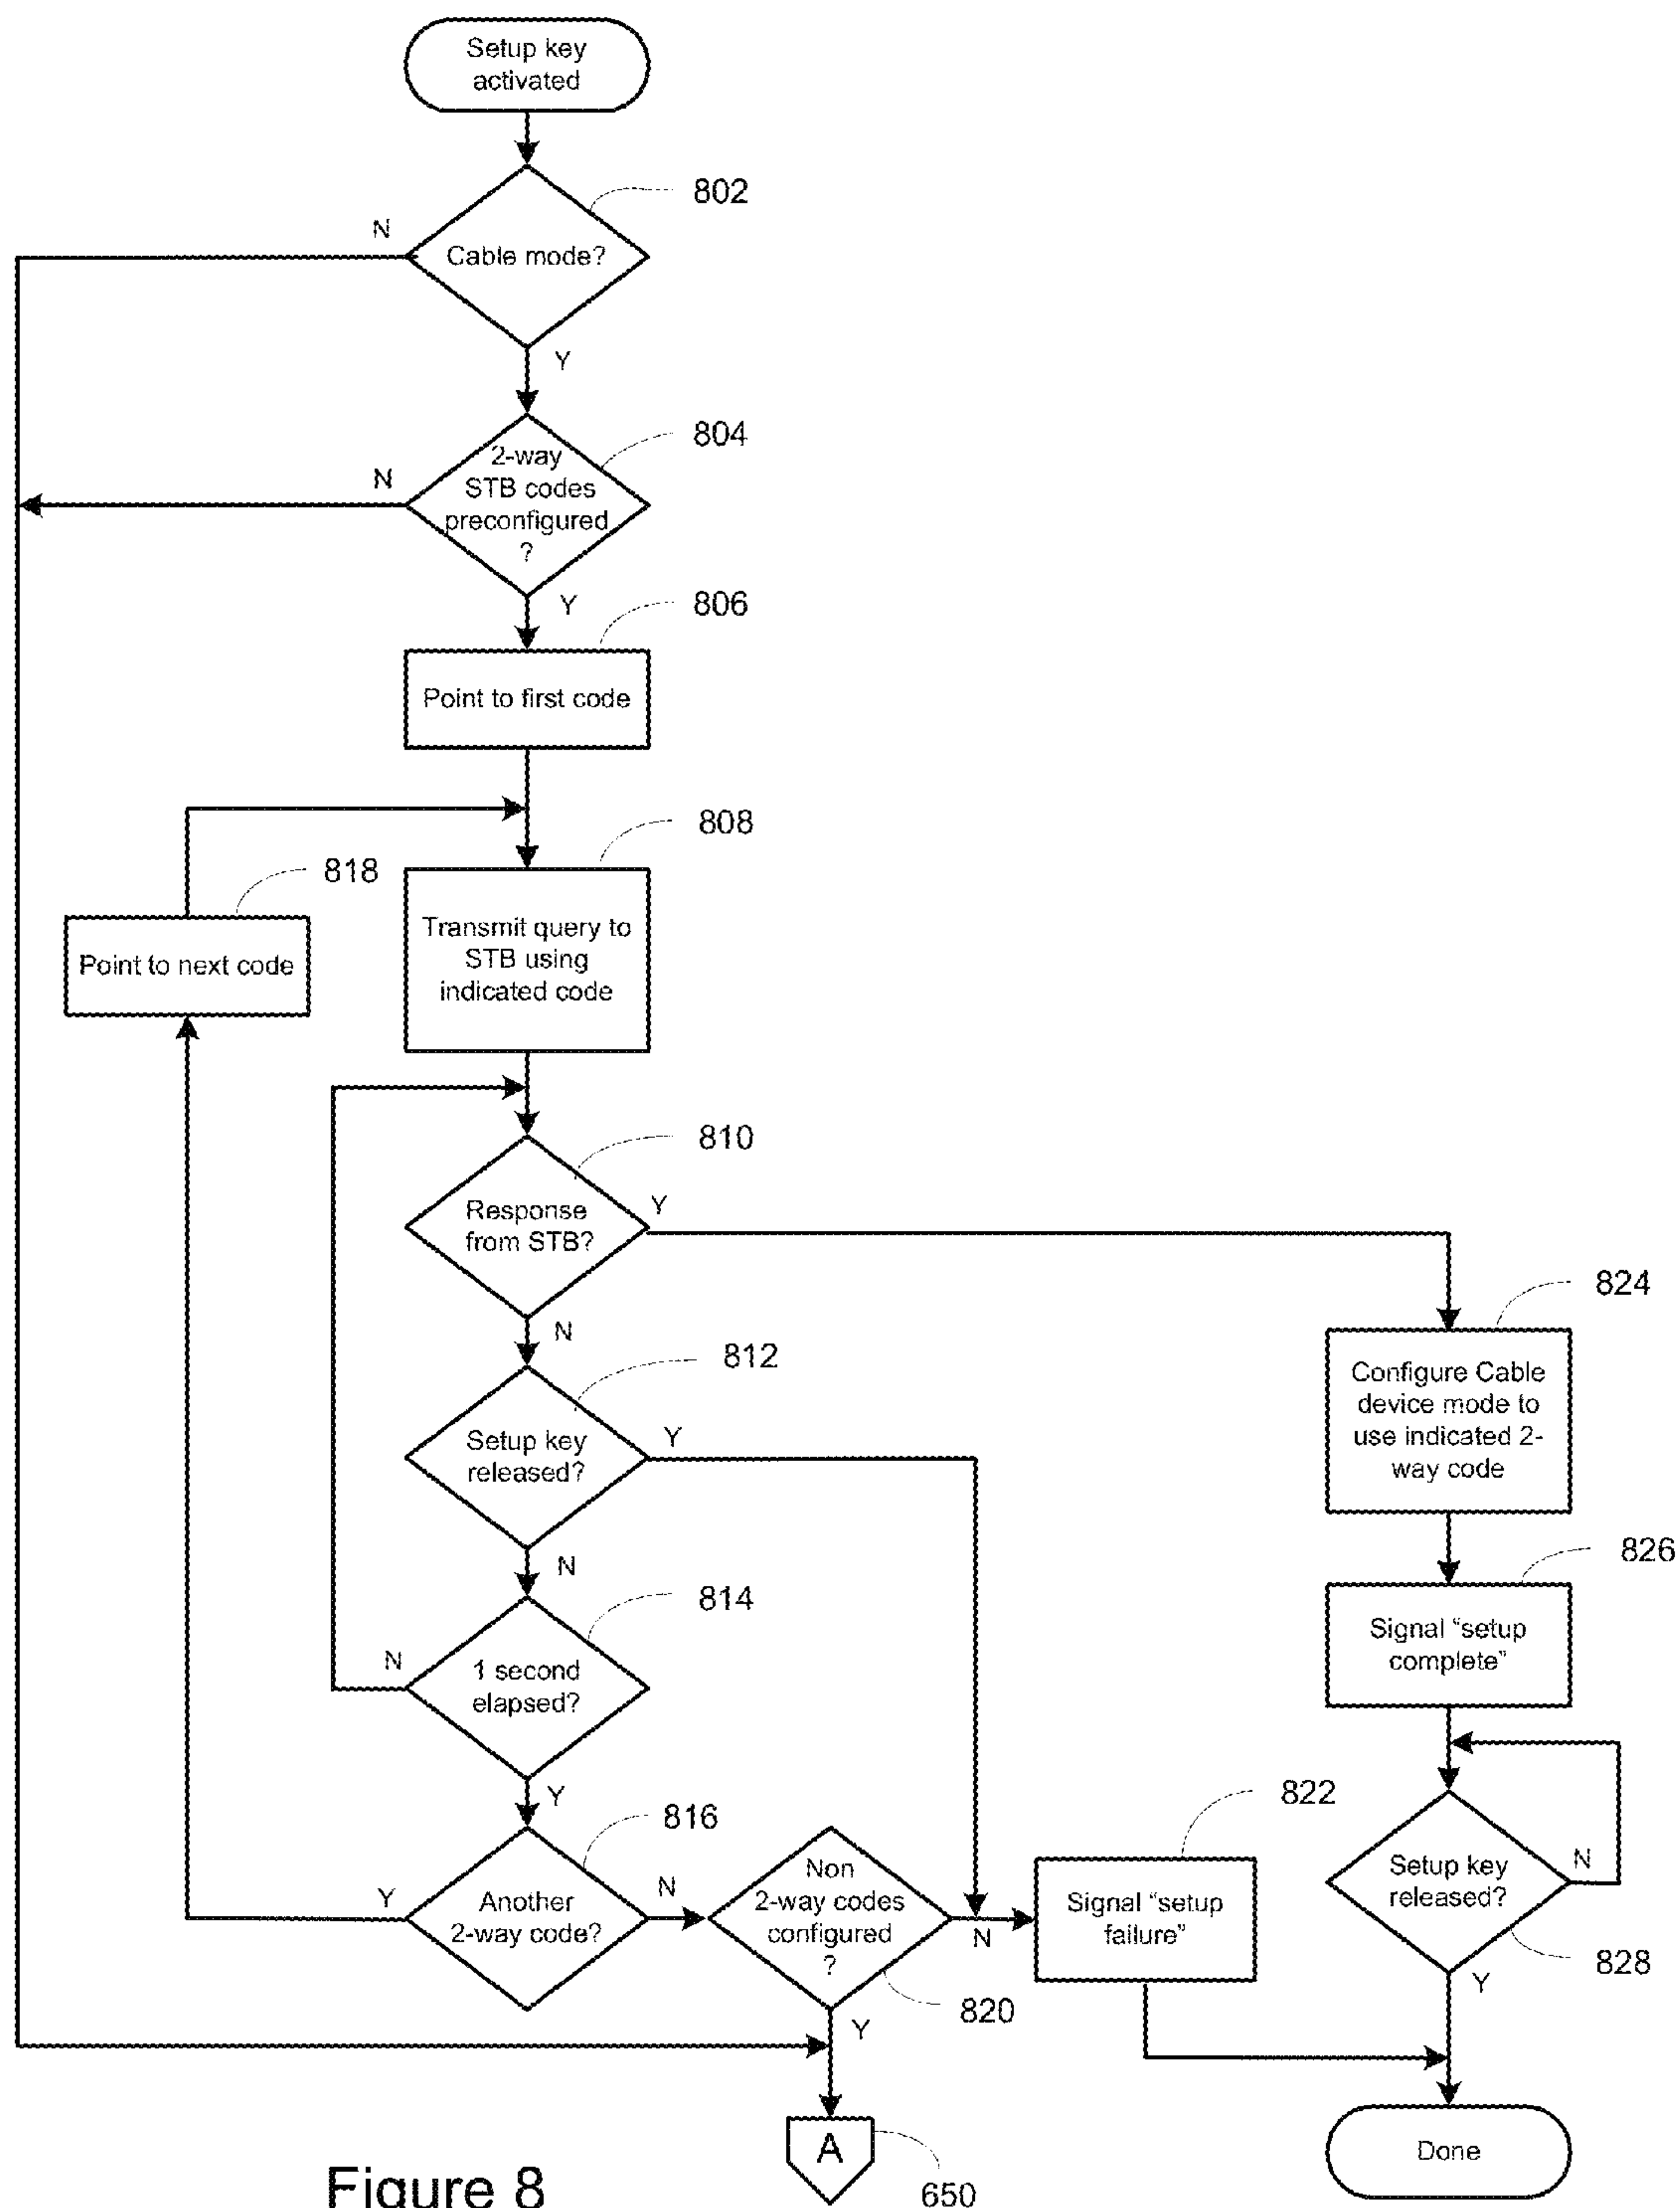 Setup key
activated
802
N
Cable mode?
Y
804
2-way
STB codes
preconfigured
?
N
Y
806
Point to first code
808
818
Transmit query to
STB using
indicated code
Point to next code
810
Response
from STB?
Y
N
824
812
Configure Cable
device mode to
use indicated 2-
way code
Setup key
released?
Y
N
826
814
Signal “setup
complete”
1 second
elapsed?
N
Y
822
816
Another
2-way code?
Y
N
Non
2-way codes
configured
?
N
Signal “setup
failure”
Setup key
released?
N
828
820
Y
Y
A
650
Done
Figure 8